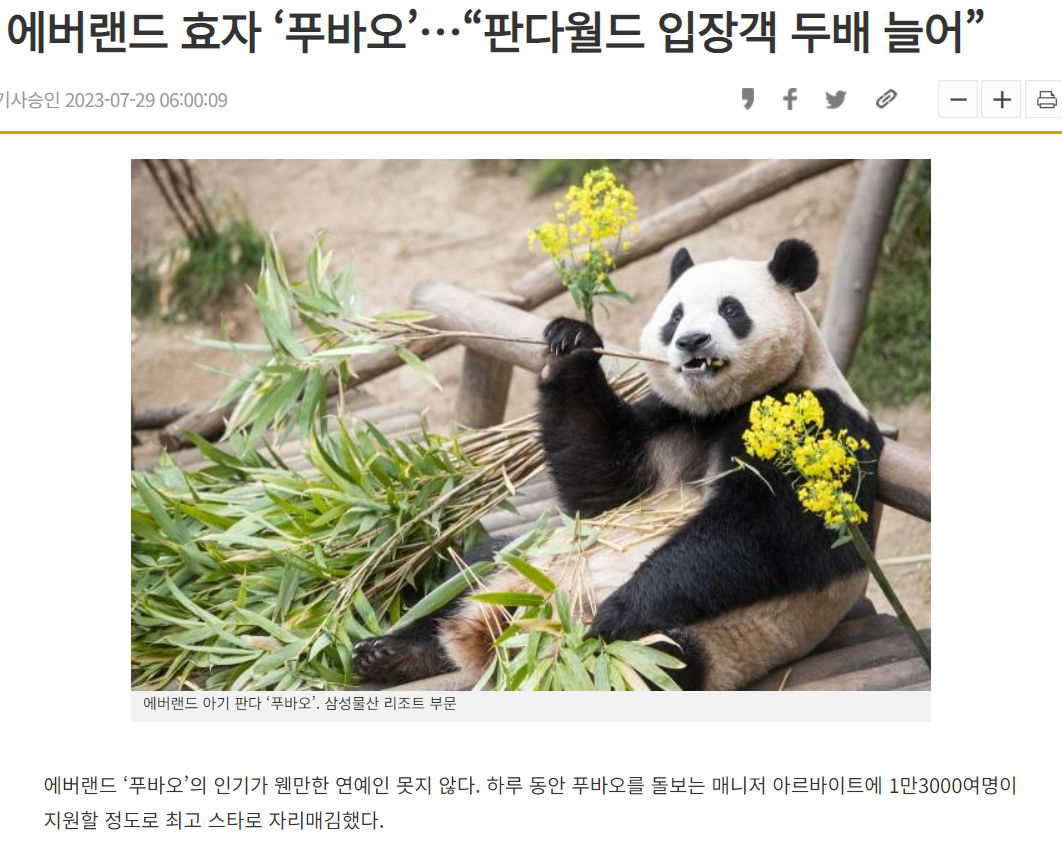 에버랜드 효자 ‘푸바오’…“판다월드 입장객 두배 늘어”
기사승인 2023-07-29 06:00:09
에버랜드 아기 판다 ‘푸바오’. 삼성물산 리조트 부문
에버랜드 ‘푸바오’의 인기가 웬만한 연예인 못지 않다. 하루 동안 푸바오를 돌보는 매니저 아르바이트에 1만3000여명이
지원할 정도로 최고 스타로 자리매김했다.